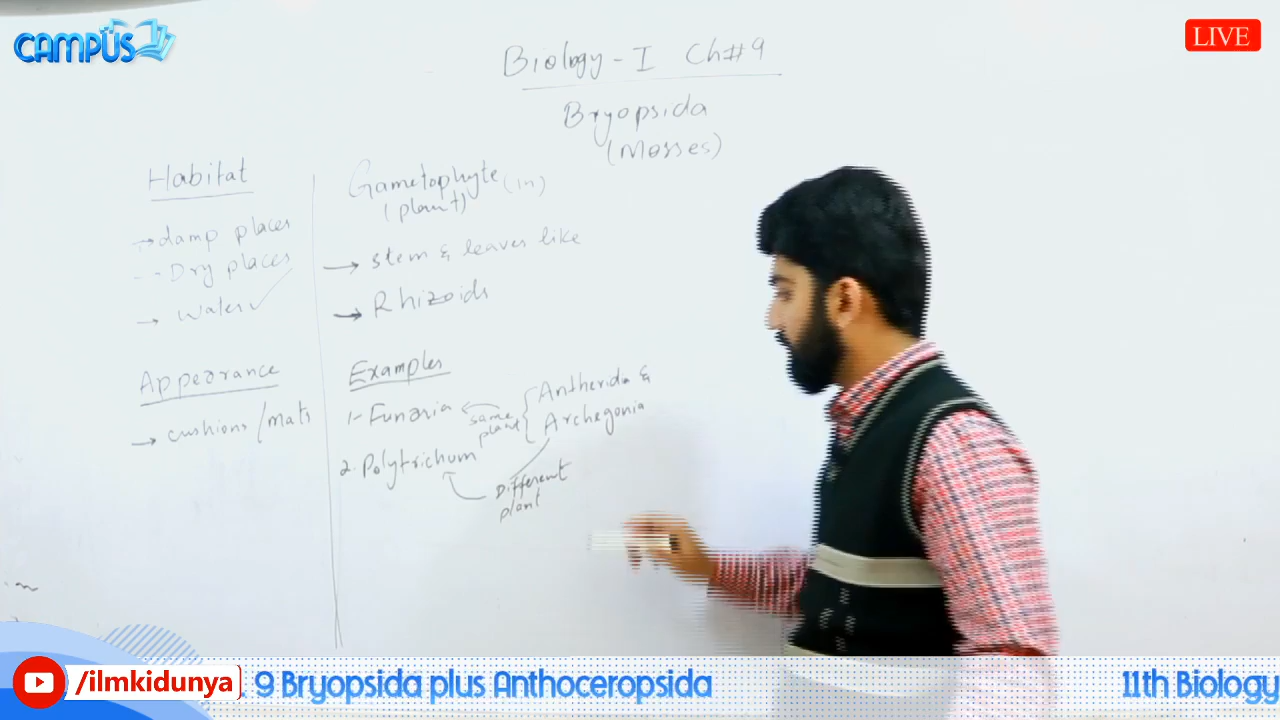 CAMPUS
LIVE
Biology - I Ch#9
Bryopsida
(Mosses)
Habitat
→ damp places
-- Dry places
→ Water ✓
Appearance
→ cushions / mats
Gametophyte (1n)
(plant)
→ stem & leaves like
→ Rhizoids
Examples
1- Funaria
same plant { Antherida & Archegonia
2. Polytrichum
Different
plant
/ilmkidunya
9 Bryopsida plus Anthoceropsida
11th Biology